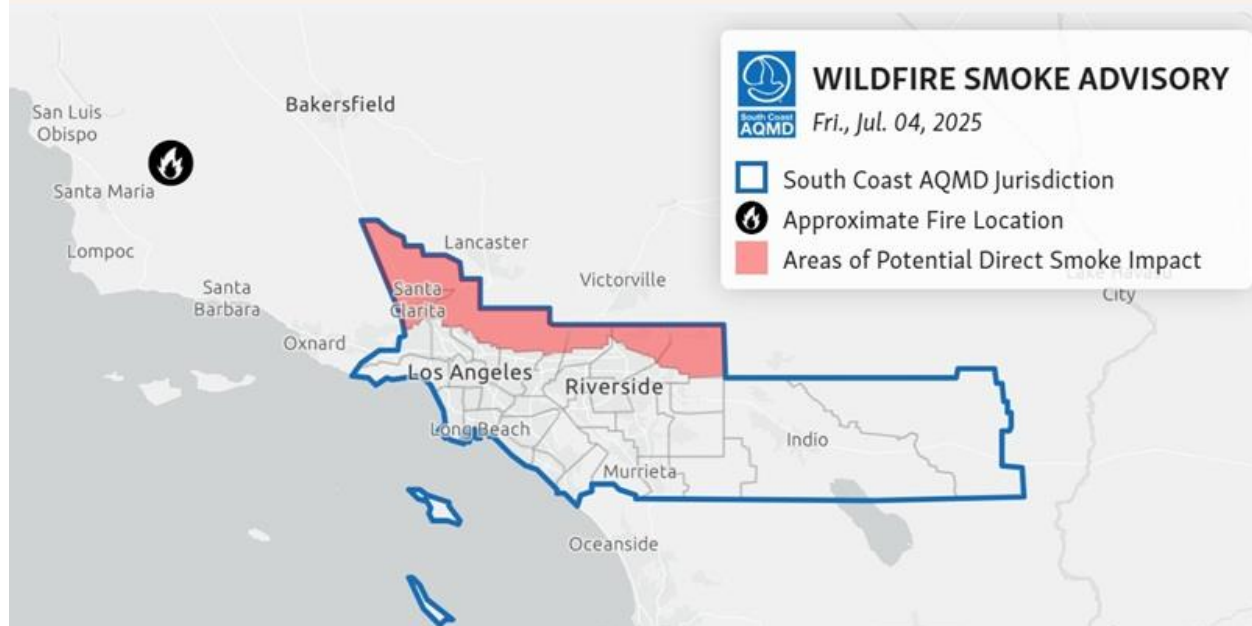 WILDFIRE SMOKE ADVISORY
South Coast
AQMD
Fri., Jul. 04, 2025
South Coast AQMD Jurisdiction
Approximate Fire Location
Areas of Potential Direct Smoke Impact
San Luis
Obispo
Bakersfield
Santa Maria
Lompoc
Santa
Barbara
Oxnard
Lancaster
Santa
Clarita
Victorville
Lake Havasu
City
Los Angeles
Riverside
Long Beach
Indio
Murrieta
Oceanside